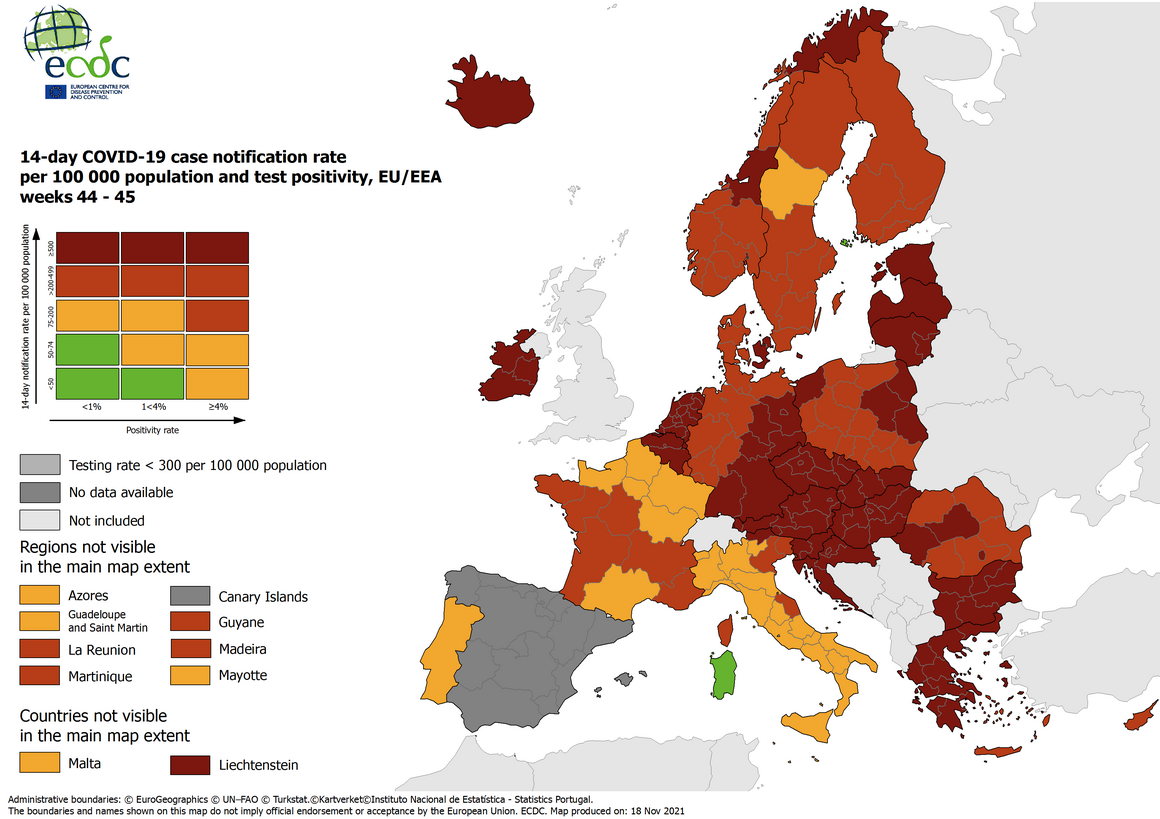 ecdc
EUROPEAN CENTRE FOR
DISEASE PREVENTION
AND CONTROL
14-day COVID-19 case notification rate
per 100 000 population and test positivity, EU/EEA
weeks 44 - 45
14-day notification rate per 100 000 population
≥500
>200-499
75-200
50-74
<50
<1%
1<4%
≥4%
Positivity rate
Testing rate < 300 per 100 000 population
No data available
Not included
Regions not visible
in the main map extent
Azores
Canary Islands
Guadeloupe
and Saint Martin
Guyane
La Reunion
Madeira
Martinique
Mayotte
Countries not visible
in the main map extent
Malta
Liechtenstein
Administrative boundaries: © EuroGeographics © UN–FAO © Turkstat.©Kartverket©Instituto Nacional de Estatística - Statistics Portugal.
The boundaries and names shown on this map do not imply official endorsement or acceptance by the European Union. ECDC. Map produced on: 18 Nov 2021